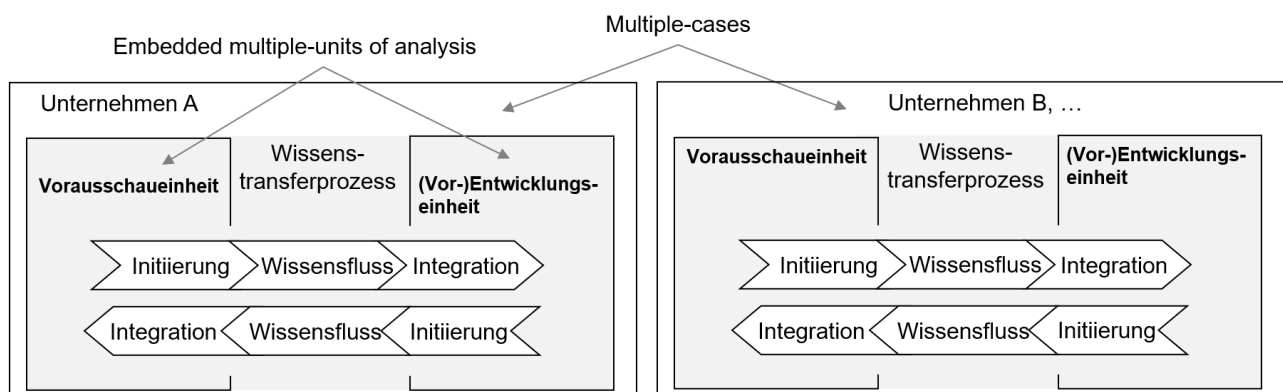 Multiple-cases
Embedded multiple-units of analysis
Unternehmen A
Vorausschaueinheit
Wissens-
transferprozess
(Vor-)Entwicklungs-
einheit
Initiierung
Wissensfluss
Integration
Integration
Wissensfluss
Initiierung
Unternehmen B, …
Vorausschaueinheit
Wissens-
transferprozess
(Vor-)Entwicklungs-
einheit
Initiierung
Wissensfluss
Integration
Integration
Wissensfluss
Initiierung